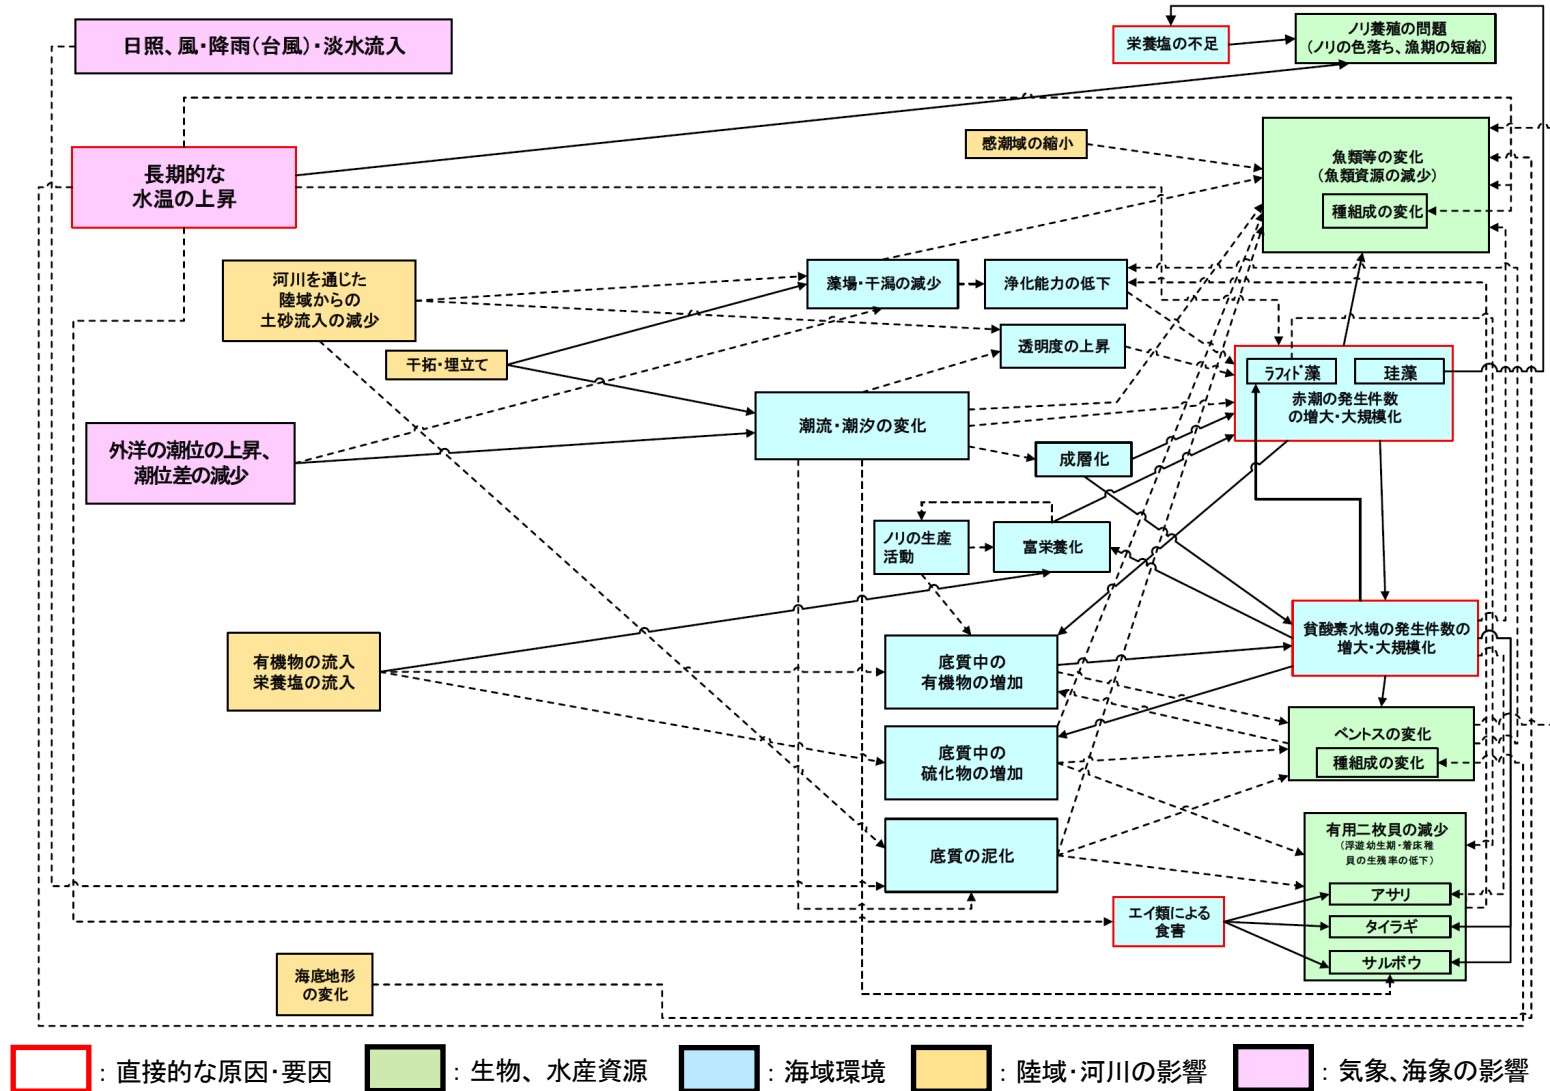 日照、風・降雨(台風)・淡水流入
栄養塩の不足
ノリ養殖の問題
(ノリの色落ち、漁期の短縮)
長期的な
水温の上昇
感潮域の縮小
魚類等の変化
(魚類資源の減少)
種組成の変化
河川を通じた
陸域からの
土砂流入の減少
藻場・干潟の減少
浄化能力の低下
透明度の上昇
干拓・埋立て
ラフィド藻
珪藻
赤潮の発生件数
の増大・大規模化
潮流・潮汐の変化
外洋の潮位の上昇、
潮位差の減少
成層化
ノリの生産
活動
富栄養化
有機物の流入
栄養塩の流入
底質中の
有機物の増加
貧酸素水塊の発生件数の
増大・大規模化
底質中の
硫化物の増加
ベントスの変化
種組成の変化
底質の泥化
有用二枚貝の減少
(浮遊幼生期・着床稚
貝の生残率の低下)
アサリ
タイラギ
サルボウ
エイ類による
食害
海底地形
の変化
:直接的な原因・要因
:生物、水産資源
:海域環境
:陸域・河川の影響
:気象、海象の影響